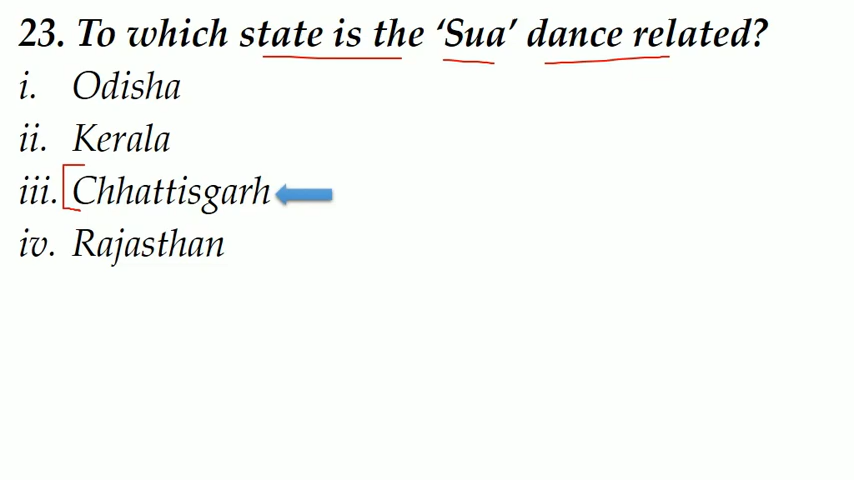 23. To which state is the ‘Sua’ dance related?
i. Odisha
ii. Kerala
iii. Chhattisgarh
iv. Rajasthan